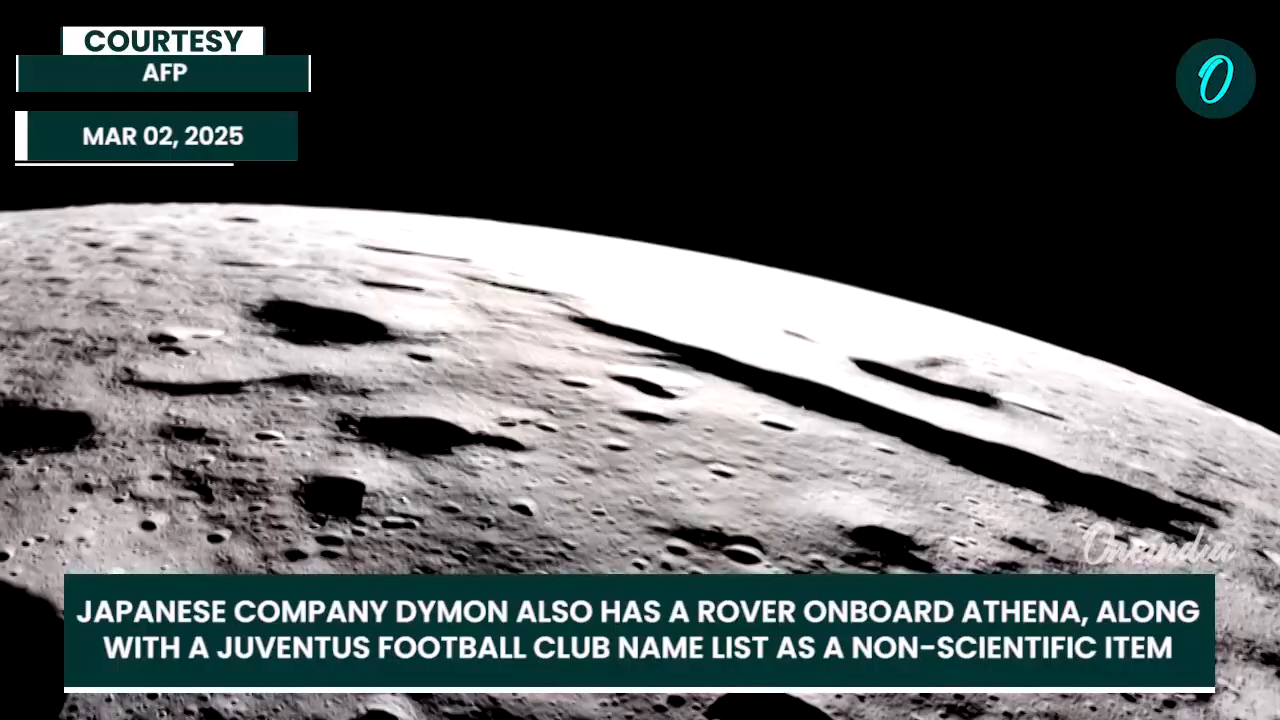 COURTESY
AFP
MAR 02, 2025
O
Oneindia
JAPANESE COMPANY DYMON ALSO HAS A ROVER ONBOARD ATHENA, ALONG
WITH A JUVENTUS FOOTBALL CLUB NAME LIST AS A NON-SCIENTIFIC ITEM